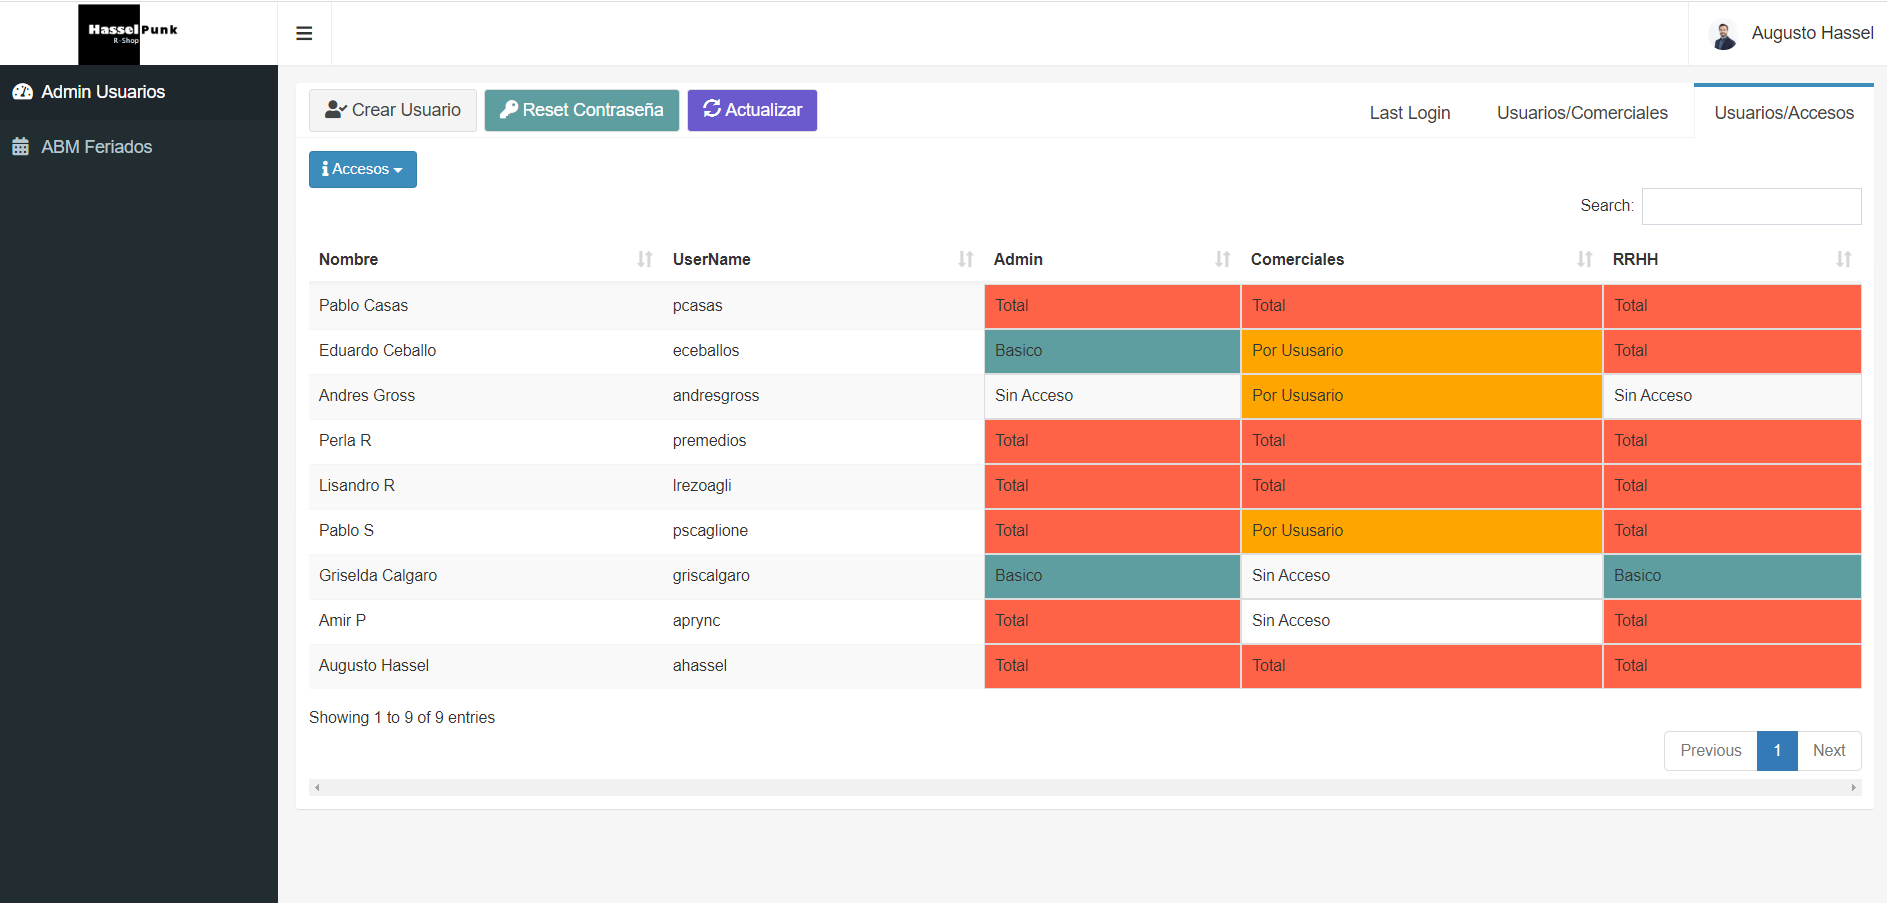 HasselPunk
R-Shop
Augusto Hassel
Admin Usuarios
ABM Feriados
Crear Usuario Reset Contraseña Actualizar Last Login Usuarios/Comerciales Usuarios/Accesos
Accesos
Search:
Nombre UserName Admin Comerciales RRHH
Pablo Casas pcasas Total Total Total
Eduardo Ceballo eceballos Basico Por Ususario Total
Andres Gross andresgross Sin Acceso Por Ususario Sin Acceso
Perla R premedios Total Total Total
Lisandro R lrezoagli Total Total Total
Pablo S pscaglione Total Por Ususario Total
Griselda Calgaro griscalgaro Basico Sin Acceso Basico
Amir P aprync Total Sin Acceso Total
Augusto Hassel ahassel Total Total Total
Showing 1 to 9 of 9 entries
Previous 1 Next